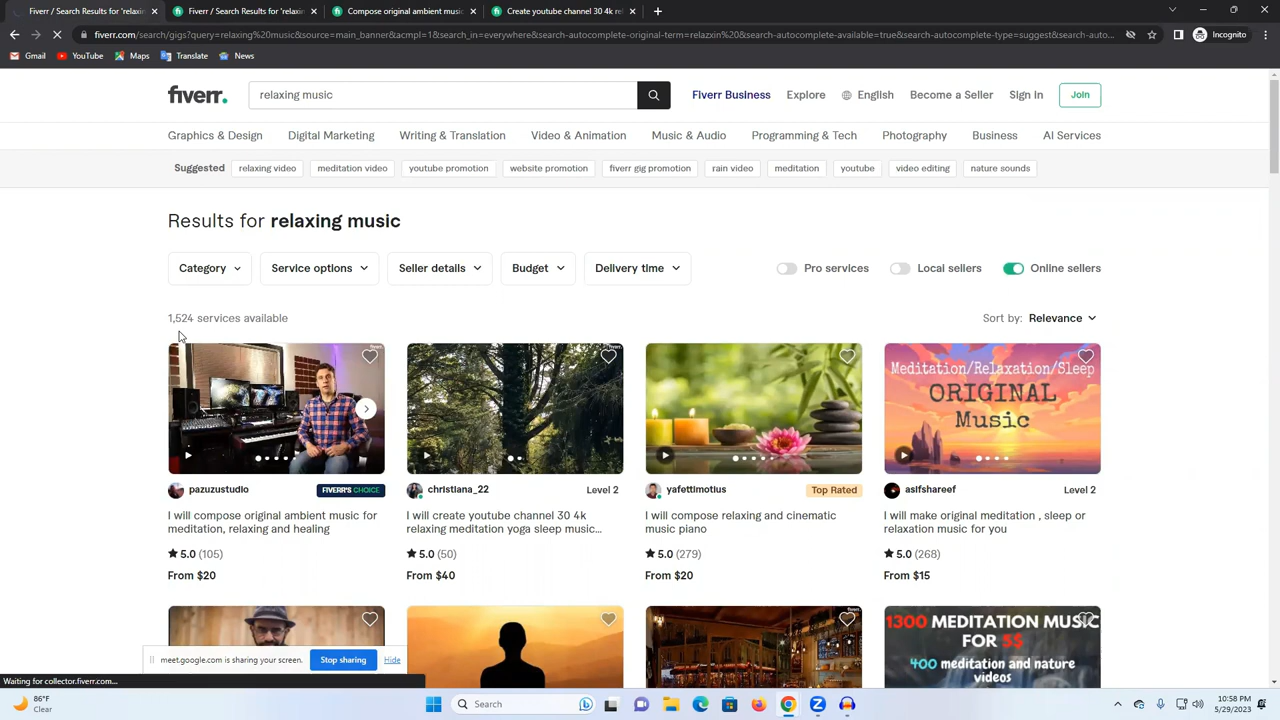 Fiverr / Search Results for 'relaxin
Fiverr / Search Results for 'relaxin
Compose original ambient music
Create youtube channel 30 4k rel
fiverr.com/search/gigs?query=relaxing%20music&source=main_banner&acmpl=1&search_in=everywhere&search-autocomplete-original-term=relazxin%20&search-autocomplete-available=true&search-autocomplete-type=suggest&search-auto...
Incognito
Gmail
YouTube
Maps
Translate
News
fiverr.
relaxing music
Fiverr Business
Explore
English
Become a Seller
Sign in
Join
Graphics & Design
Digital Marketing
Writing & Translation
Video & Animation
Music & Audio
Programming & Tech
Photography
Business
AI Services
Suggested
relaxing video
meditation video
youtube promotion
website promotion
fiverr gig promotion
rain video
meditation
youtube
video editing
nature sounds
Results for relaxing music
Category
Service options
Seller details
Budget
Delivery time
Pro services
Local sellers
Online sellers
1,524 services available
Sort by: Relevance
fiverr
Meditation/Relaxation/Sleep
ORIGINAL
Music
pazuzustudio
FIVERR'S CHOICE
christiana_22
Level 2
yafettimotius
Top Rated
asifshareef
Level 2
I will compose original ambient music for
meditation, relaxing and healing
I will create youtube channel 30 4k
relaxing meditation yoga sleep music...
I will compose relaxing and cinematic
music piano
I will make original meditation , sleep or
relaxation music for you
5.0 (105)
5.0 (50)
5.0 (279)
5.0 (268)
From $20
From $40
From $20
From $15
fiverr
1300 MEDITATION MUSIC
FOR 5$
400 meditation and nature
videos
meet.google.com is sharing your screen.
Stop sharing
Hide
Waiting for collector.fiverr.com...
86°F
Clear
Search
10:58 PM
5/29/2023